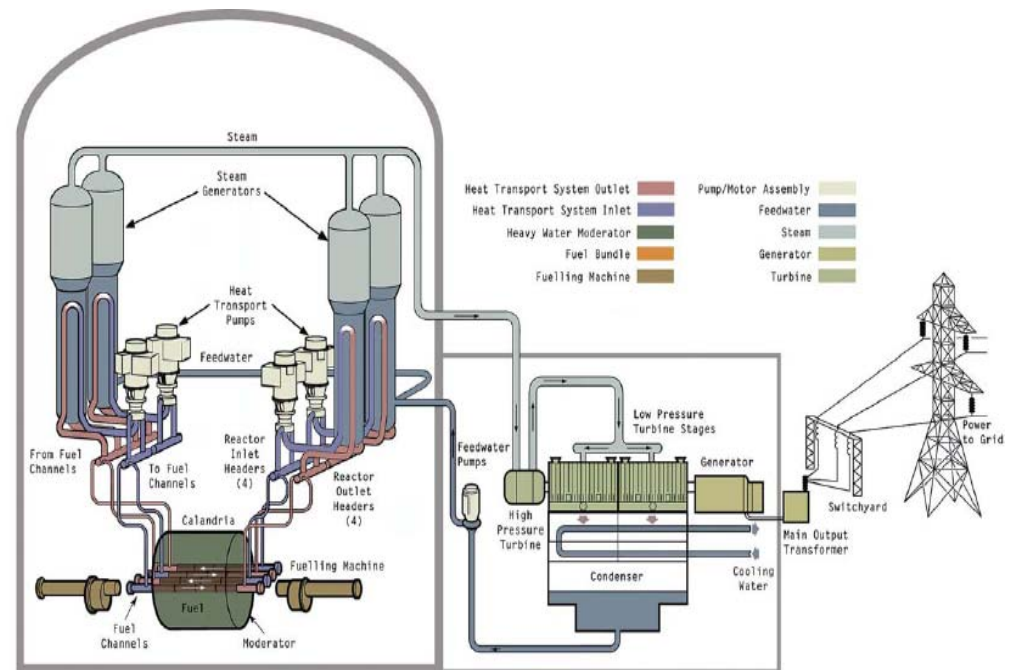 Steam
Steam
Generators
Heat
Transport
Pumps
Feedwater
From Fuel
Channels
To Fuel
Channels
Reactor
Inlet
Headers
(4)
Reactor
Outlet
Headers
(4)
Calandria
Fuelling Machine
Fuel
Fuel
Channels
Moderator
Heat Transport System Outlet
Heat Transport System Inlet
Heavy Water Moderator
Fuel Bundle
Fuelling Machine
Pump/Motor Assembly
Feedwater
Steam
Generator
Turbine
Feedwater
Pumps
High
Pressure
Turbine
Low Pressure
Turbine Stages
Generator
Condenser
Cooling
Water
Main Output
Transformer
Switchyard
Power
to Grid